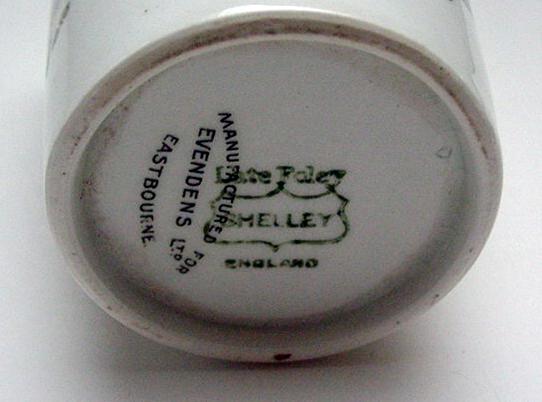 Late Foley
SHELLEY
ENGLAND
MANUFACTURED FOR
EVENDENS LTD
EASTBOURNE